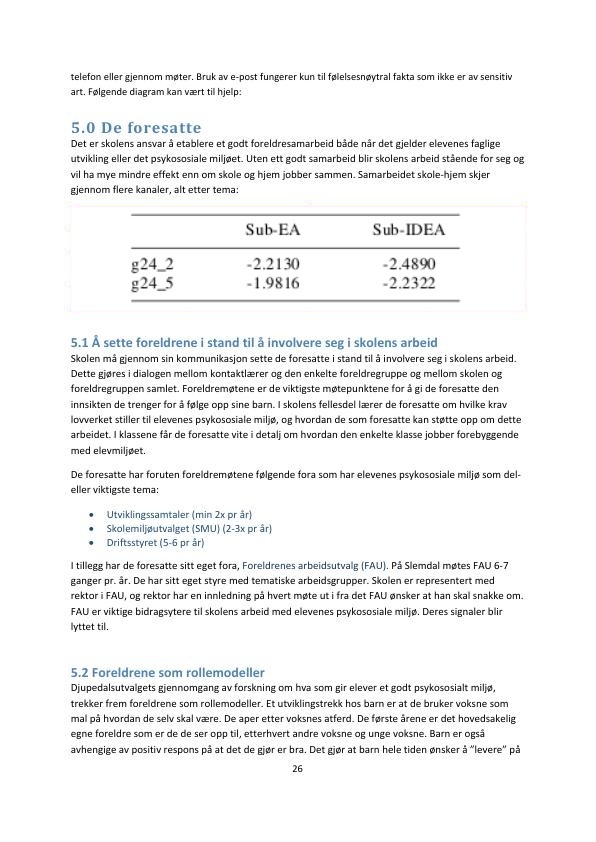 telefon eller gjennom møter. Bruk av e-post fungerer kun til følelsesnøytral fakta som ikke er av sensitiv
art. Følgende diagram kan vært til hjelp:
5.0 De foresatte
Det er skolens ansvar å etablere et godt foreldresamarbeid både når det gjelder elevenes faglige
utvikling eller det psykososiale miljøet. Uten ett godt samarbeid blir skolens arbeid stående for seg og
vil ha mye mindre effekt enn om skole og hjem jobber sammen. Samarbeidet skole-hjem skjer
gjennom flere kanaler, alt etter tema:
Sub-EA Sub-IDEA
g24_2 -2.2130 -2.4890
g24_5 -1.9816 -2.2322
5.1 Å sette foreldrene i stand til å involvere seg i skolens arbeid
Skolen må gjennom sin kommunikasjon sette de foresatte i stand til å involvere seg i skolens arbeid.
Dette gjøres i dialogen mellom kontaktlærer og den enkelte foreldregruppe og mellom skolen og
foreldregruppen samlet. Foreldremøtene er de viktigste møtepunktene for å gi de foresatte den
innsikten de trenger for å følge opp sine barn. I skolens fellesdel lærer de foresatte om hvilke krav
lovverket stiller til elevenes psykososiale miljø, og hvordan de som foresatte kan støtte opp om dette
arbeidet. I klassene får de foresatte vite i detalj om hvordan den enkelte klasse jobber forebyggende
med elevmiljøet.
De foresatte har foruten foreldremøtene følgende fora som har elevenes psykososiale miljø som del-
eller viktigste tema:
• Utviklingssamtaler (min 2x pr år)
• Skolemiljøutvalget (SMU) (2-3x pr år)
• Driftsstyret (5-6 pr år)
I tillegg har de foresatte sitt eget fora, Foreldrenes arbeidsutvalg (FAU). På Slemdal møtes FAU 6-7
ganger pr. år. De har sitt eget styre med tematiske arbeidsgrupper. Skolen er representert med
rektor i FAU, og rektor har en innledning på hvert møte ut i fra det FAU ønsker at han skal snakke om.
FAU er viktige bidragsytere til skolens arbeid med elevenes psykososiale miljø. Deres signaler blir
lyttet til.
5.2 Foreldrene som rollemodeller
Djupedalsutvalgets gjennomgang av forskning om hva som gir elever et godt psykososialt miljø,
trekker frem foreldrene som rollemodeller. Et utviklingstrekk hos barn er at de bruker voksne som
mal på hvordan de selv skal være. De aper etter voksnes atferd. De første årene er det hovedsakelig
egne foreldre som er de de ser opp til, etterhvert andre voksne og unge voksne. Barn er også
avhengige av positiv respons på at det de gjør er bra. Det gjør at barn hele tiden ønsker å ”levere” på
26